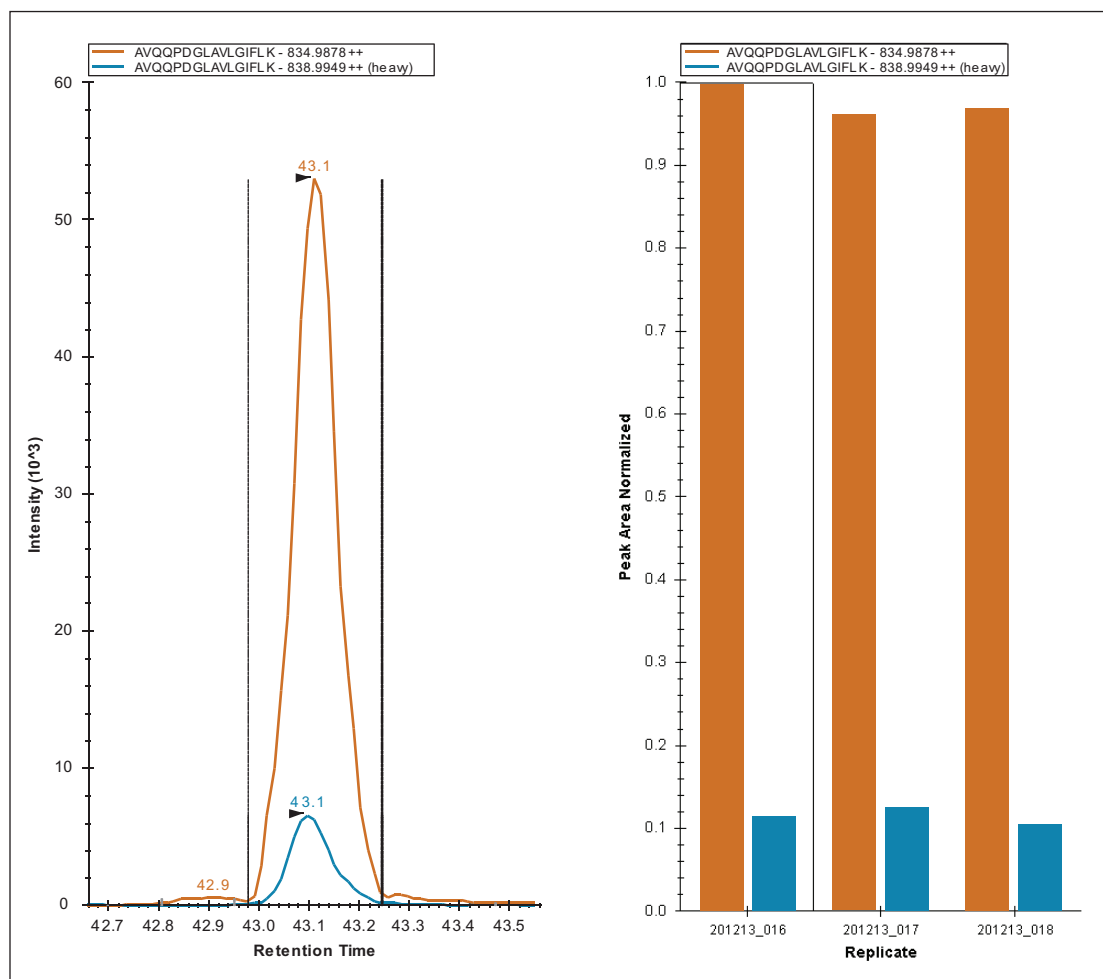 AVQQPDGLAVLGIFLK - 834.9878++
AVQQPDGLAVLGIFLK - 838.9949++ (heavy)
60
50
40
30
20
10
0
Intensity (10^3)
43.1
43.1
42.9
42.7 42.8 42.9 43.0 43.1 43.2 43.3 43.4 43.5
Retention Time
AVQQPDGLAVLGIFLK - 834.9878++
AVQQPDGLAVLGIFLK - 838.9949++ (heavy)
1.0
0.9
0.8
0.7
0.6
0.5
0.4
0.3
0.2
0.1
0.0
Peak Area Normalized
201213_016 201213_017 201213_018
Replicate